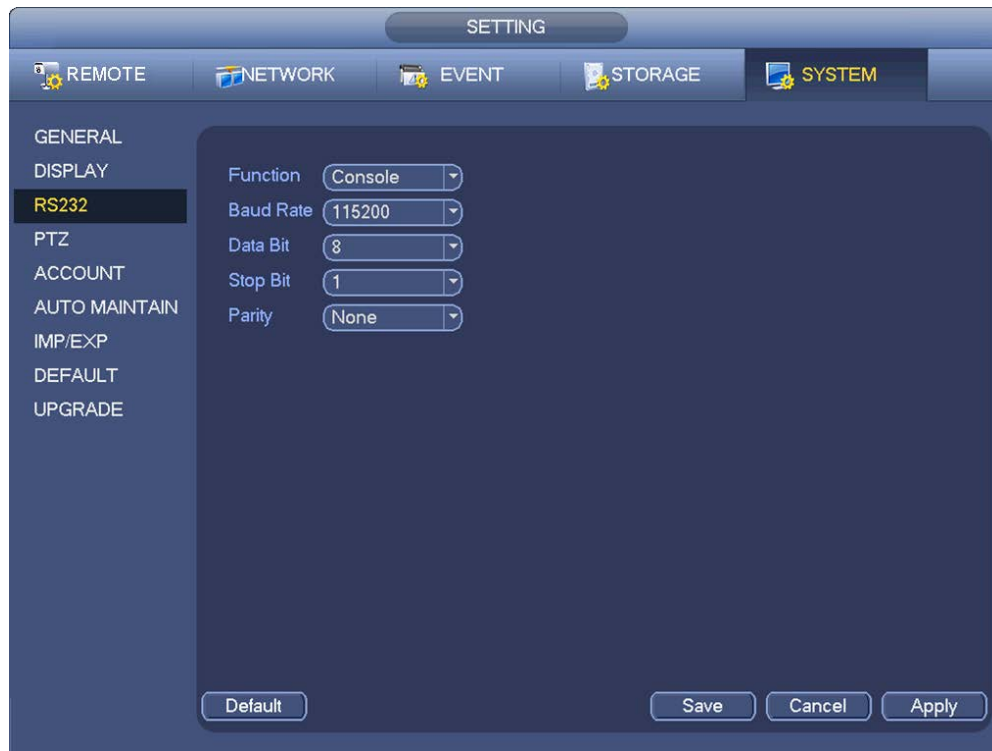 SETTING
REMOTE NETWORK EVENT STORAGE SYSTEM
GENERAL
DISPLAY
RS232
PTZ
ACCOUNT
AUTO MAINTAIN
IMP/EXP
DEFAULT
UPGRADE
Function Console
Baud Rate 115200
Data Bit 8
Stop Bit 1
Parity None
Default Save Cancel Apply